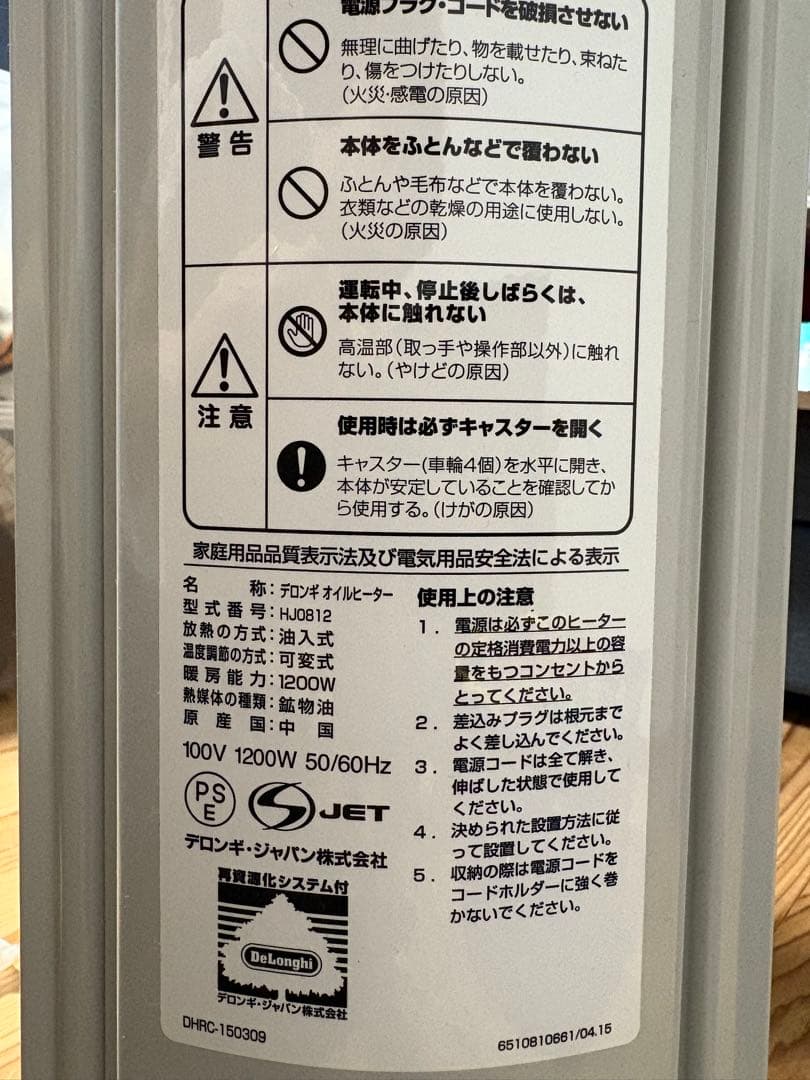 電源プラグ・コードを破損させない
無理に曲げたり、物を載せたり、束ねた
り、傷をつけたりしない。
(火災・感電の原因)
警告
本体をふとんなどで覆わない
ふとんや毛布などで本体を覆わない。
衣類などの乾燥の用途に使用しない。
(火災の原因)
運転中、停止後しばらくは、
本体に触れない
高温部(取っ手や操作部以外)に触れ
ない。(やけどの原因)
注意
使用時は必ずキャスターを開く
キャスター(車輪4個)を水平に開き、
本体が安定していることを確認してか
ら使用する。(けがの原因)
家庭用品品質表示法及び電気用品安全法による表示
名 称:デロンギ オイルヒーター
型式番号:HJ0812
放熱の方式:油入式
温度調節の方式:可変式
暖房能力:1200W
熱媒体の種類:鉱物油
原産国:中 国
100V 1200W 50/60Hz
PS
E
JET
デロンギ・ジャパン株式会社
再資源化システム付
DeLonghi
デロンギ・ジャパン株式会社
DHRC-150309
使用上の注意
1. 電源は必ずこのヒーター
の定格消費電力以上の容
量をもつコンセントから
とってください。
2. 差込みプラグは根元まで
よく差し込んでください。
3. 電源コードは全て解き、
伸ばした状態で使用して
ください。
4. 決められた設置方法に従
って設置してください。
5. 収納の際は電源コードを
コードホルダーに強く巻
かないでください。
6510810661/04.15